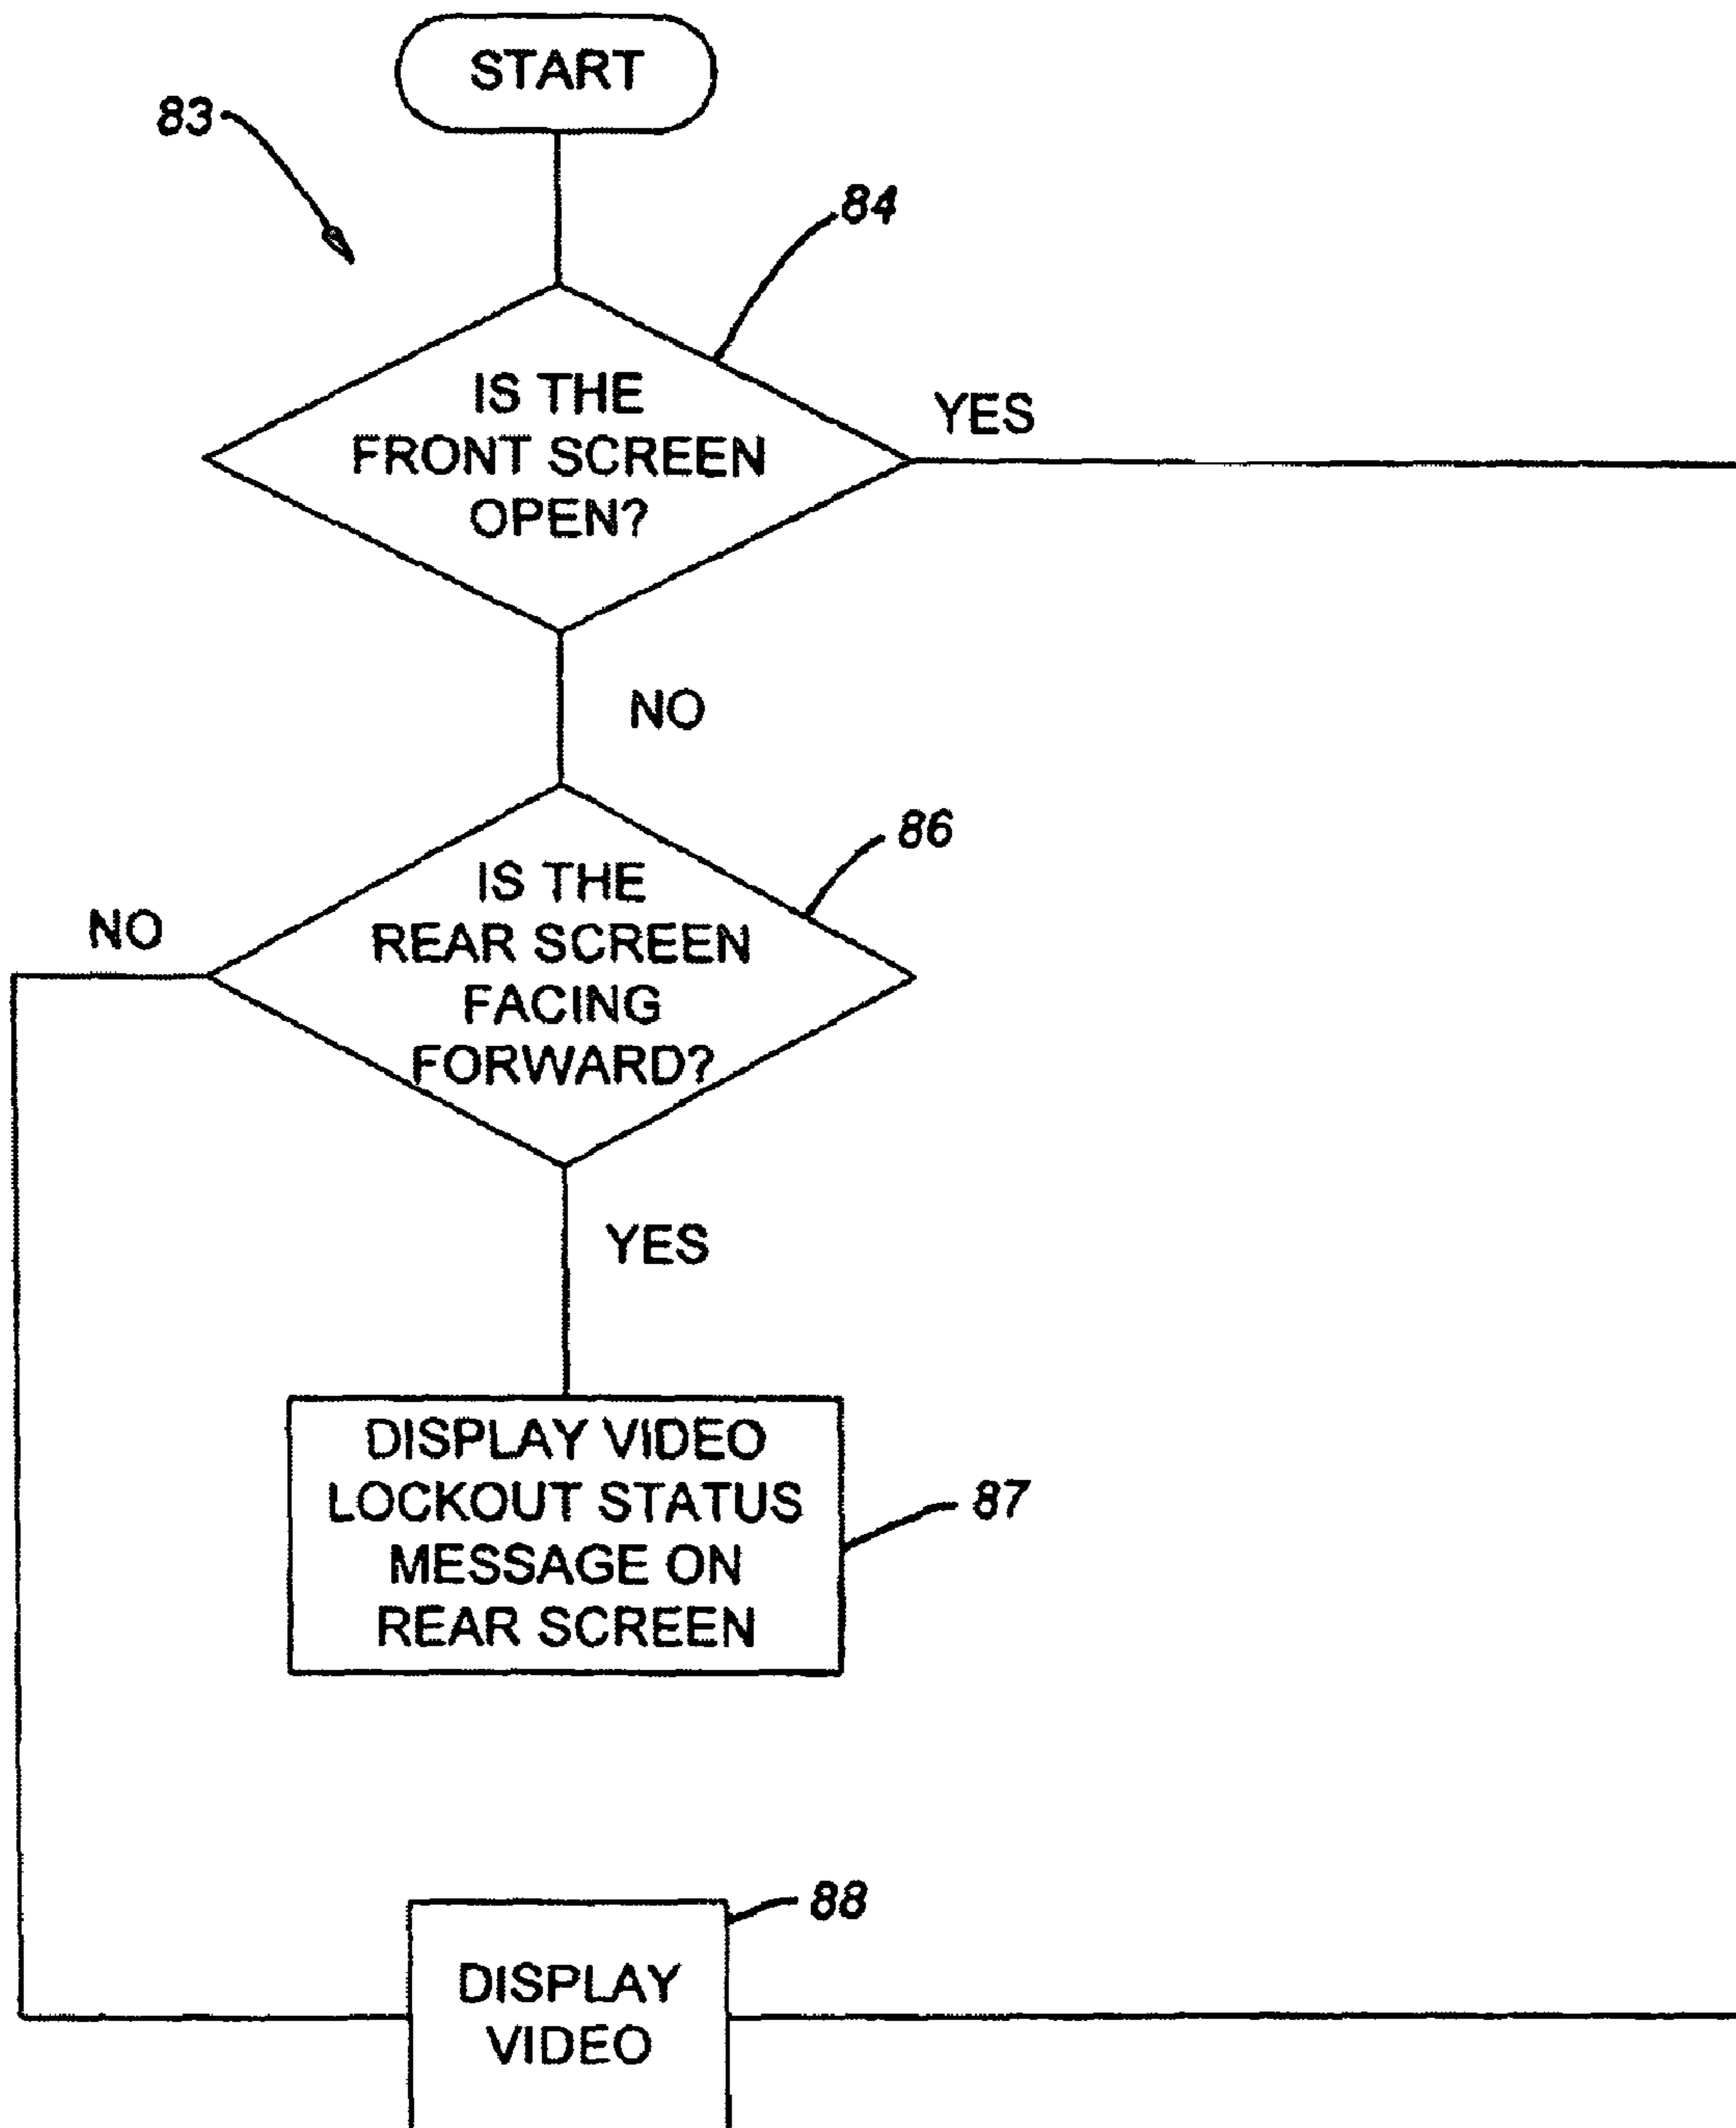 START
83
84
IS THE
FRONT SCREEN
OPEN?
YES
NO
86
IS THE
REAR SCREEN
FACING
FORWARD?
NO
YES
DISPLAY VIDEO
LOCKOUT STATUS
MESSAGE ON
REAR SCREEN
87
88
DISPLAY
VIDEO